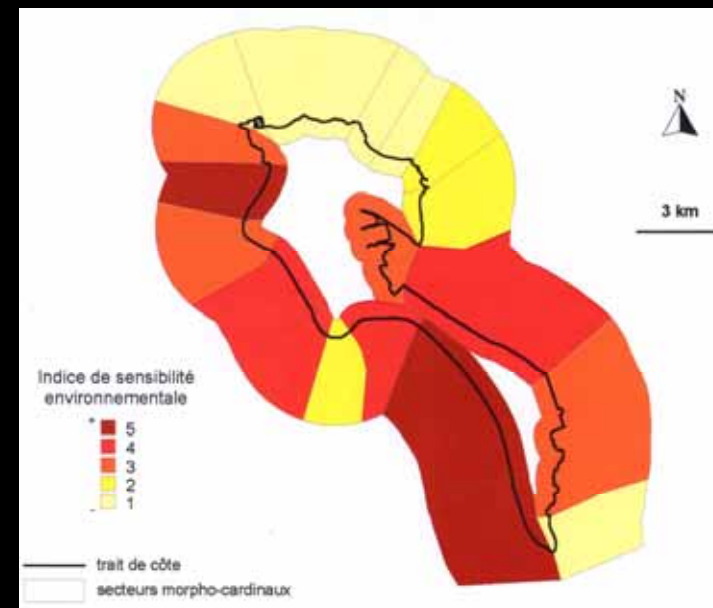 N
3 km
Indice de sensibilité
environnementale
+
5
4
3
2
1
-
trait de côte
secteurs morpho-cardinaux